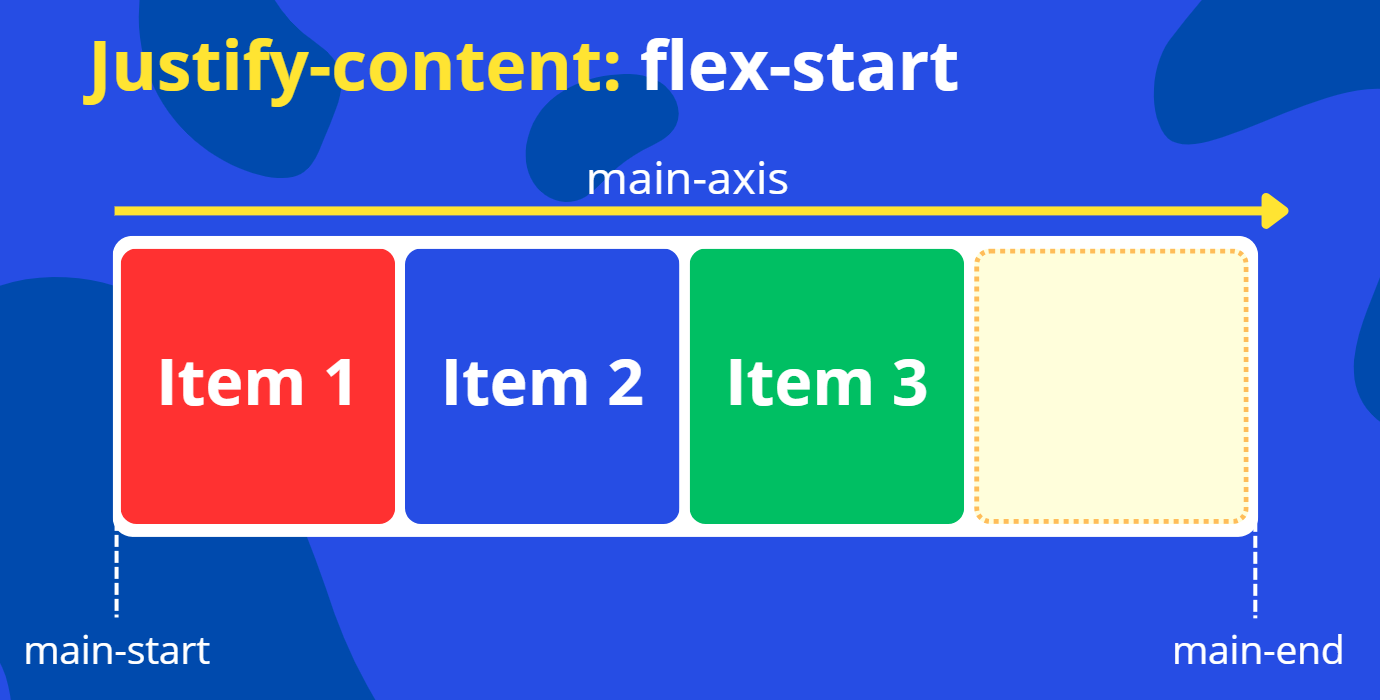 Justify-content: flex-start
main-axis
Item 1
Item 2
Item 3
main-start
main-end